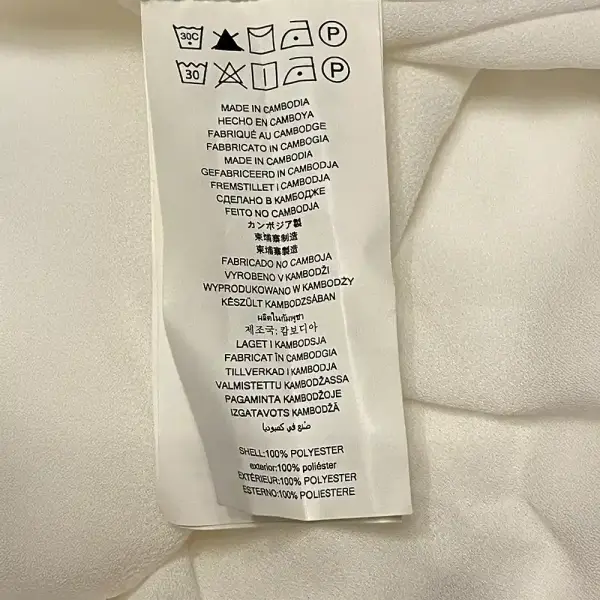 30C P
30 P
MADE IN CAMBODIA
HECHO EN CAMBOYA
FABRIQUÉ AU CAMBODGE
FABBRICATO IN CAMBOGIA
MADE IN CAMBODIA
GEFABRICEERD IN CAMBODJA
FREMSTILLET I CAMBODJA
СДЕЛАНО В КАМБОДЖЕ
FEITO NO CAMBODJA
カンボジア製
柬埔寨制造
柬埔寨製造
FABRICADO NO CAMBOJA
VYROBENO V KAMBODŽI
WYPRODUKOWANO W KAMBODŻY
KÉSZÜLT KAMBODZSÁBAN
ผลิตในกัมพูชา
제조국: 캄보디아
LAGET I KAMBODSJA
FABRICAT ÎN CAMBODGIA
TILLVERKAD I KAMBODJA
VALMISTETTU KAMBODŽASSA
PAGAMINTA KAMBODŽOJE
IZGATAVOTS KAMBODŽĀ
صُنع في كمبوديا
SHELL:100% POLYESTER
exterior:100% poliéster
EXTÉRIEUR:100% POLYESTER
ESTERNO:100% POLIESTERE